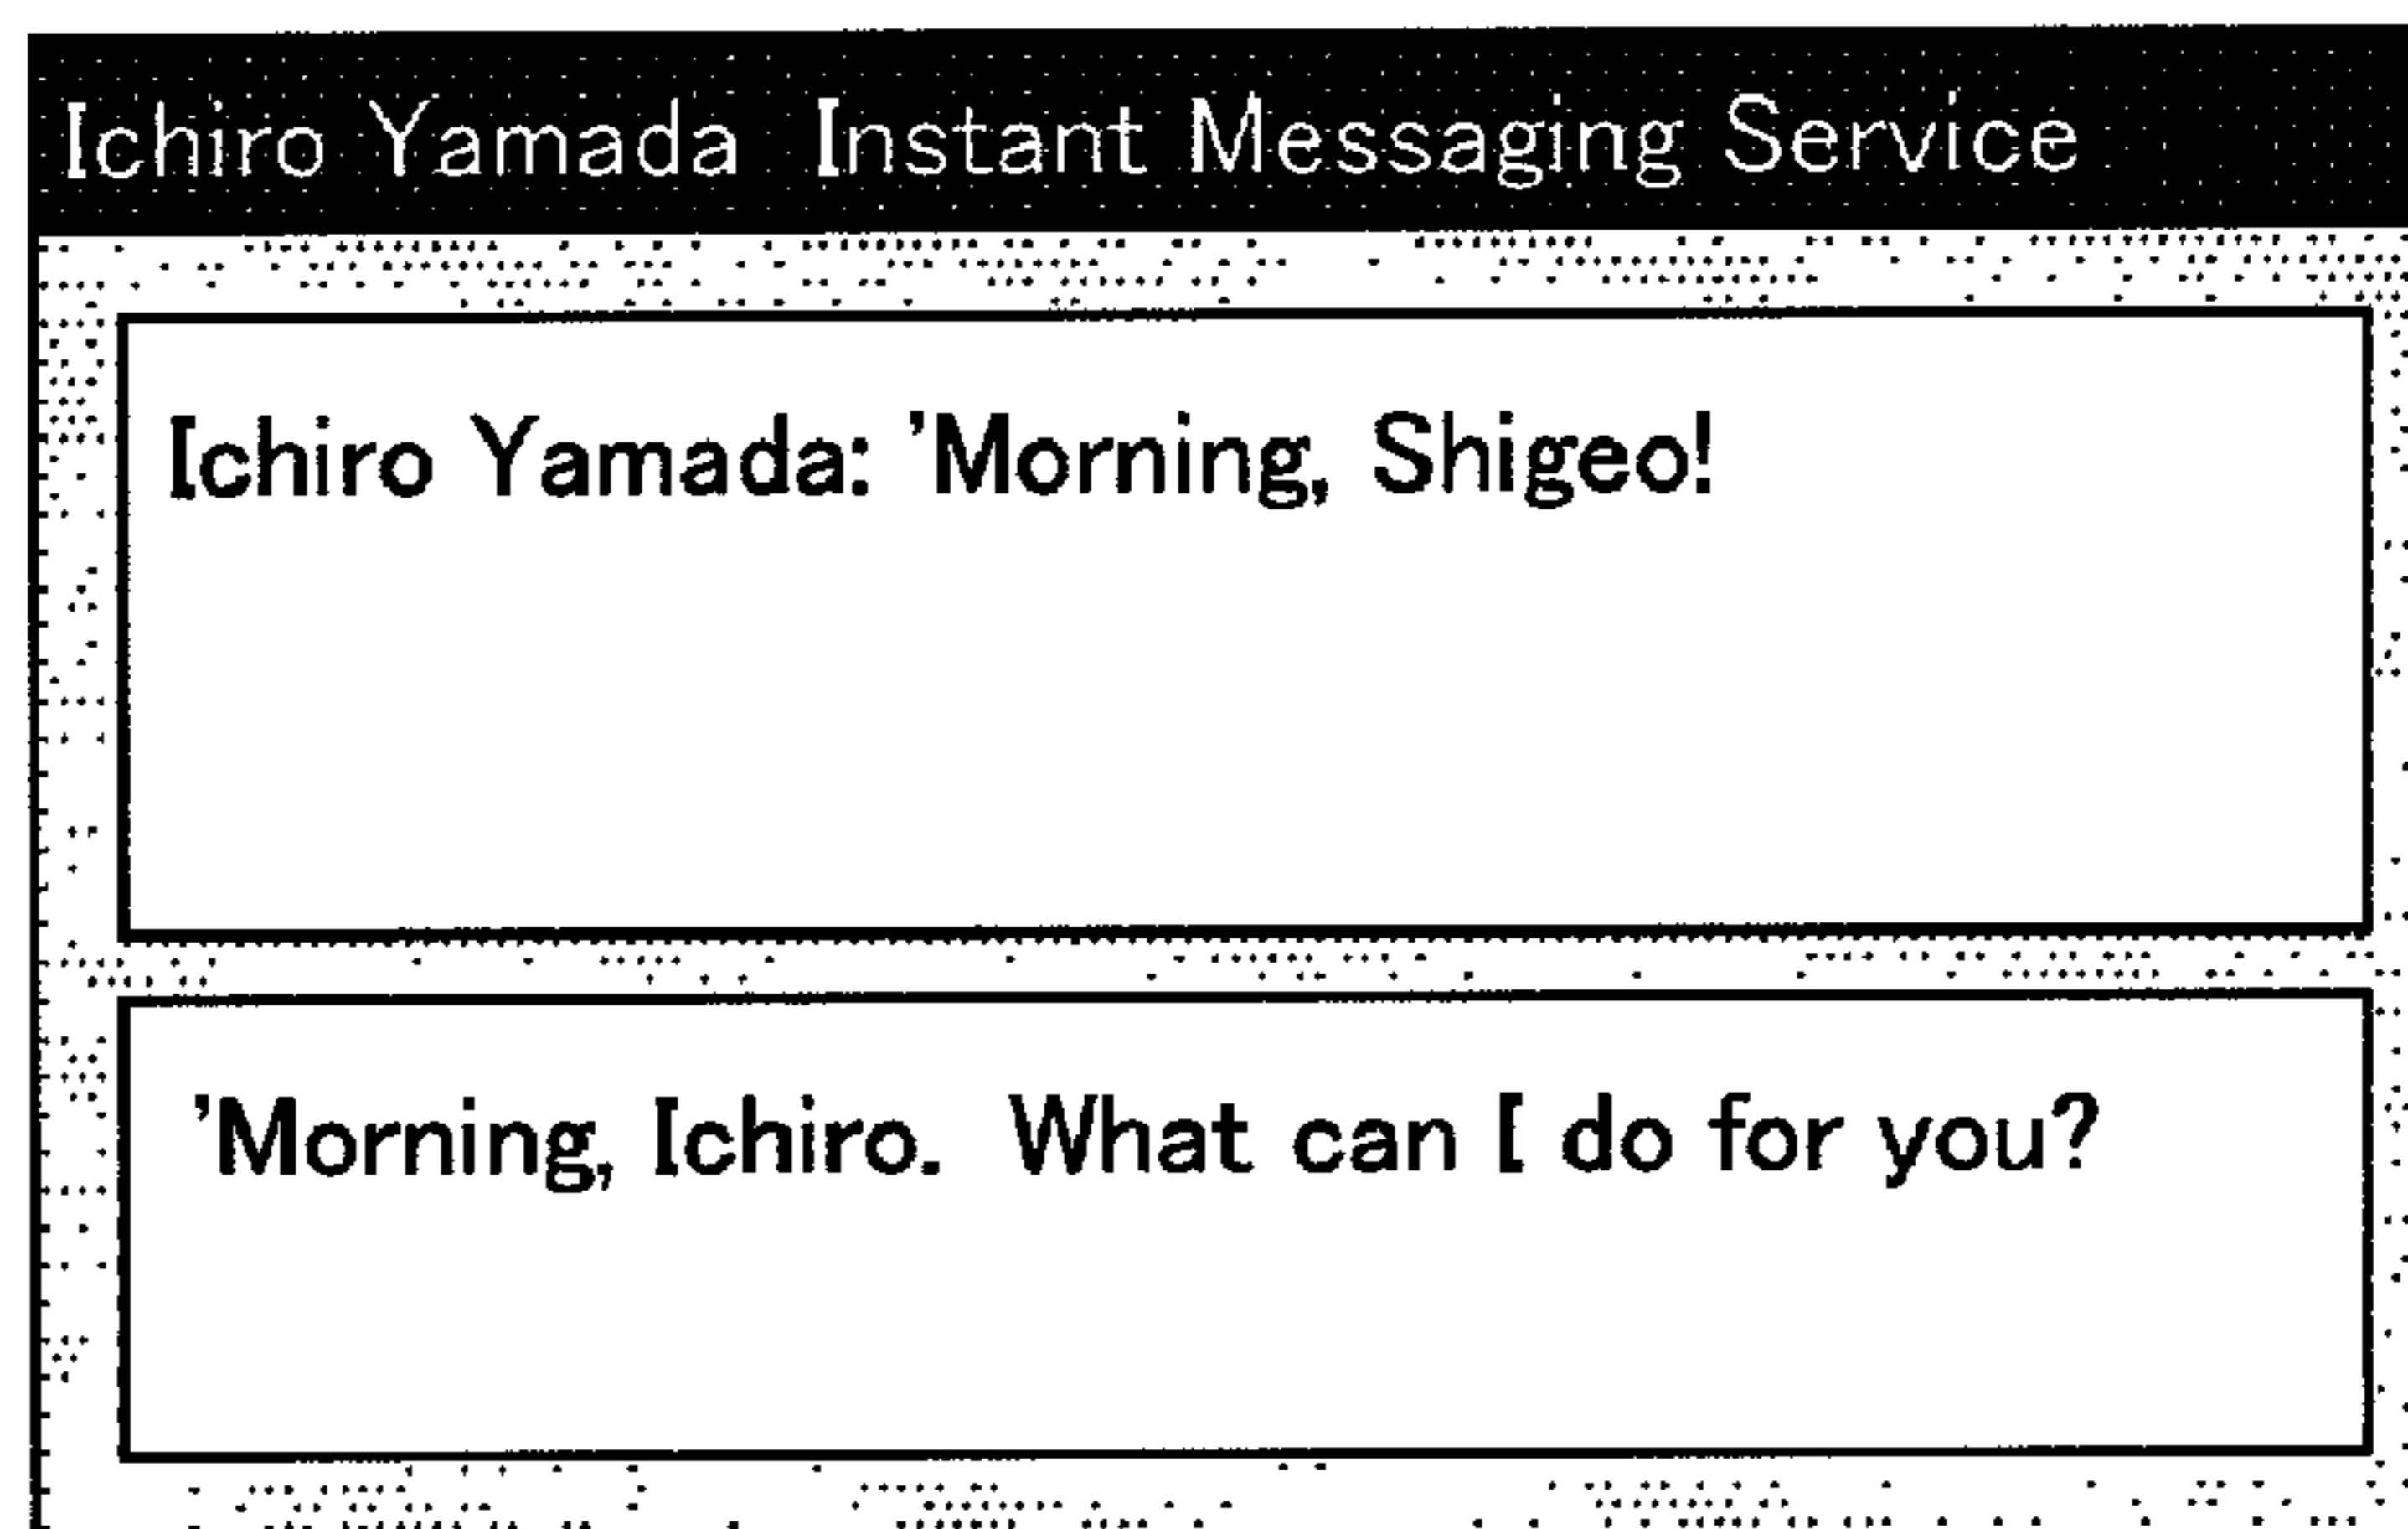 Ichiro Yamada  Instant Messaging Service
Ichiro Yamada: 'Morning, Shigeo!
'Morning, Ichiro.  What can I do for you?